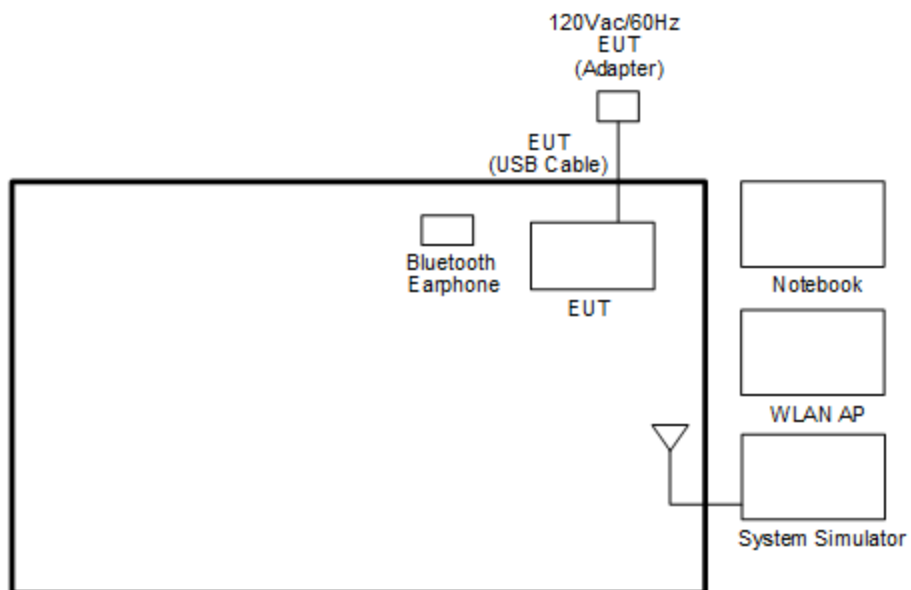 120Vac/60Hz
EUT
(Adapter)
EUT
(USB Cable)
Bluetooth
Earphone
EUT
Notebook
WLAN AP
System Simulator